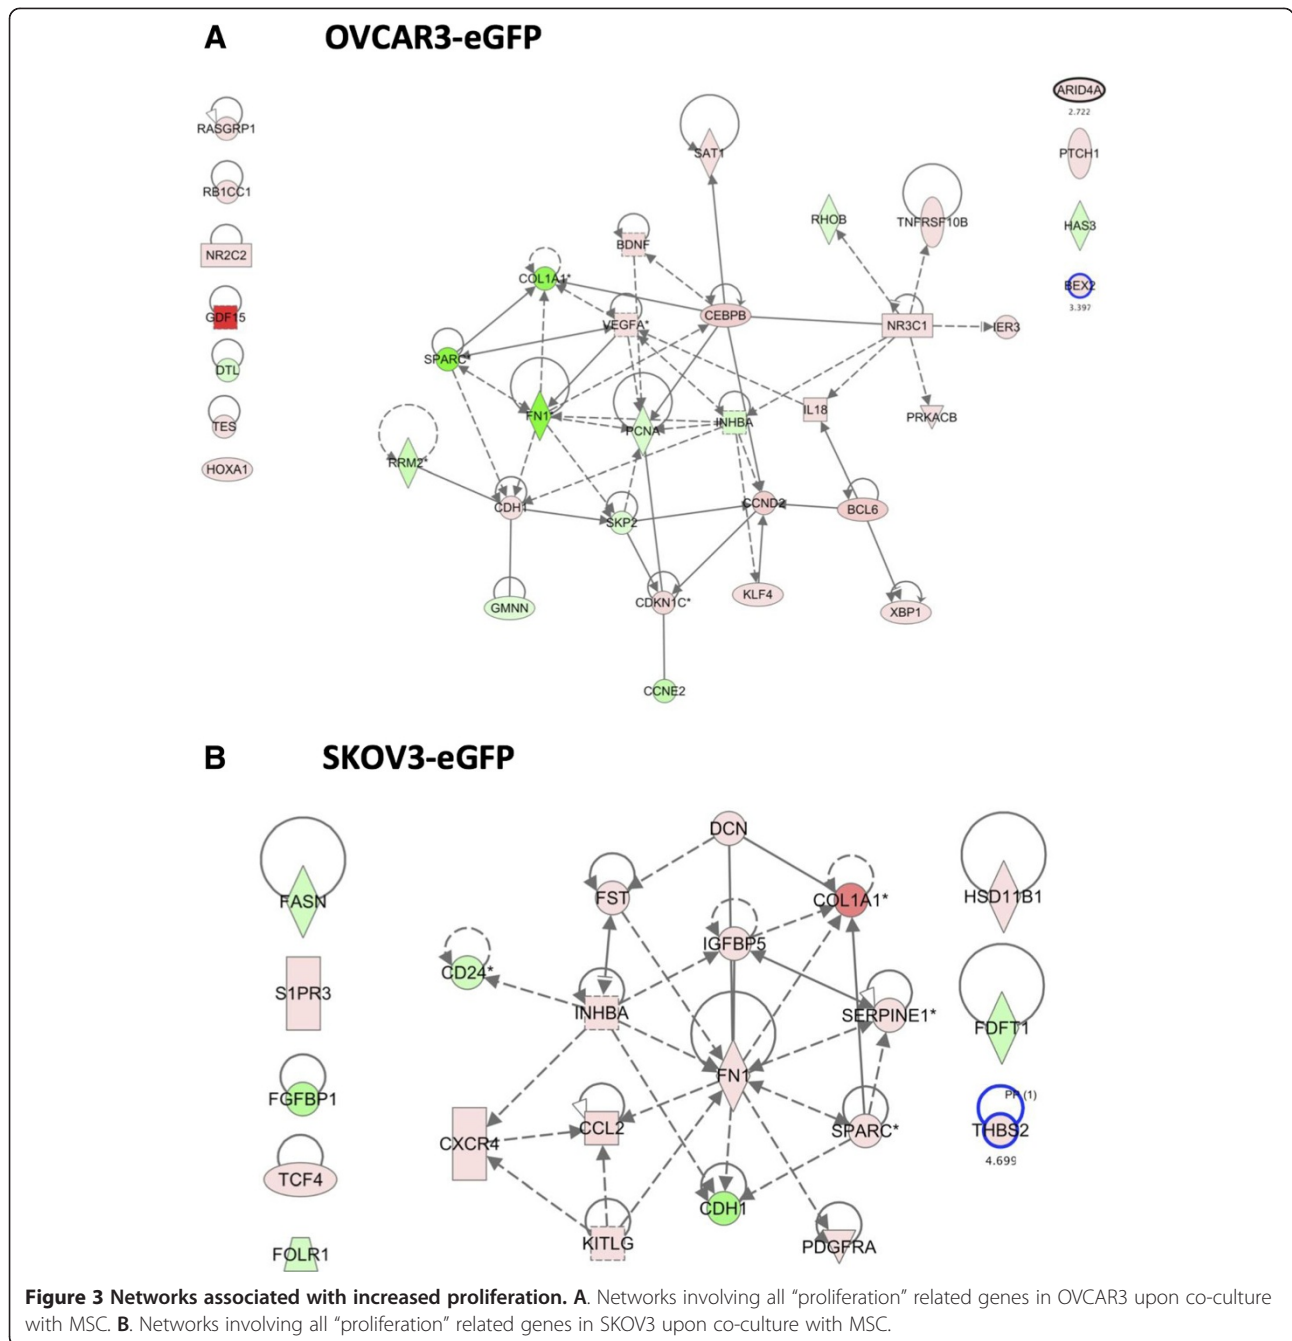 A OVCAR3-eGFP
RASGRP1
RB1CC1
NR2C2
GDF15
DTL
TES
HOXA1
SAT1
BDNF
COL1A1*
VEGFA*
CEBPB
RHOB
TNFRSF10B
NR3C1
IER3
SPARC*
FN1
PCNA
INHBA
IL18
PRKACB
RRM2*
CDH1
SKP2
CCND2
BCL6
GMNN
CDKN1C*
KLF4
XBP1
CCNE2
ARID4A
2.722
PTCH1
HAS3
BEX2
3.397
B SKOV3-eGFP
FASN
S1PR3
FGFBP1
TCF4
FOLR1
DCN
FST
COL1A1*
IGFBP5
CD24*
INHBA
SERPINE1*
FN1
CXCR4
CCL2
SPARC*
CDH1
KITLG
PDGFRA
HSD11B1
FDFT1
PP (1)
THBS2
4.699
Figure 3 Networks associated with increased proliferation. A. Networks involving all “proliferation” related genes in OVCAR3 upon co-culture
with MSC. B. Networks involving all “proliferation” related genes in SKOV3 upon co-culture with MSC.